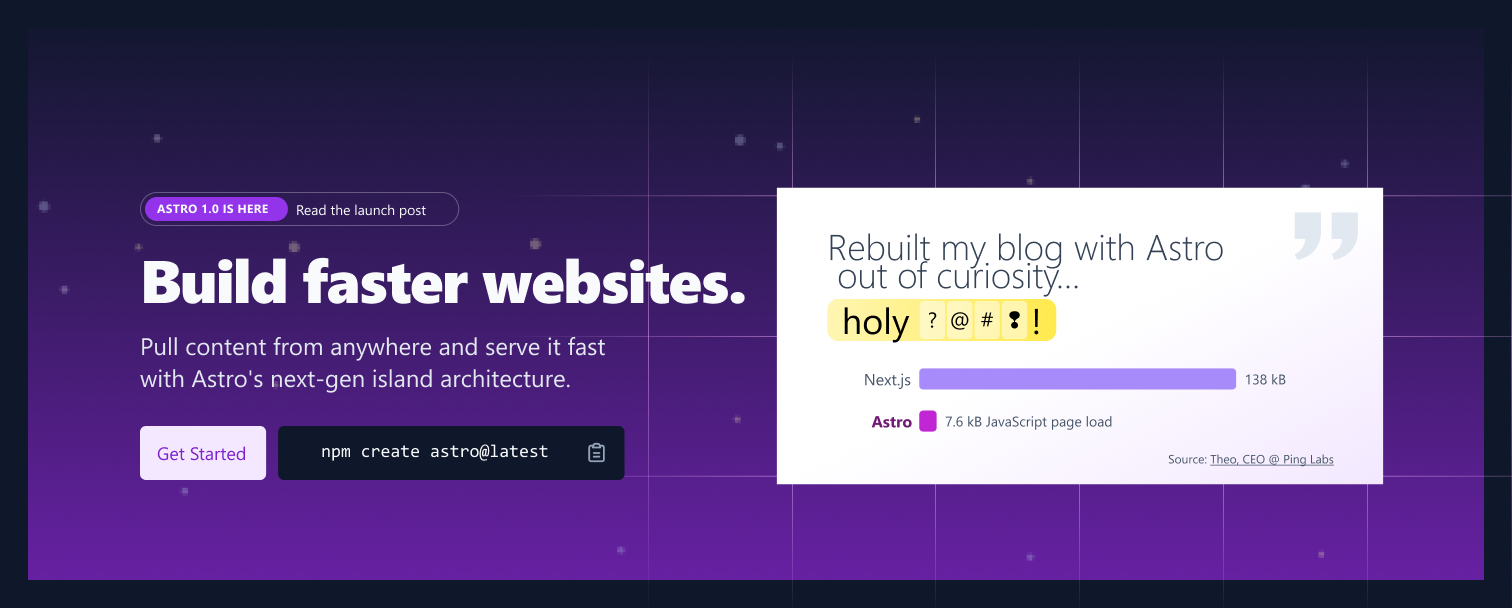 ASTRO 1.0 IS HERE Read the launch post
Build faster websites.
Pull content from anywhere and serve it fast
with Astro's next-gen island architecture.
Get Started
npm create astro@latest
Rebuilt my blog with Astro
out of curiosity...
holy ?@#❢!
Next.js 138 kB
Astro 7.6 kB JavaScript page load
Source: Theo, CEO @ Ping Labs